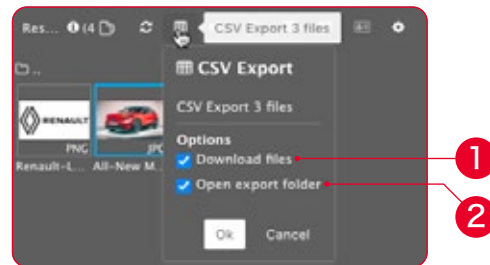 Res... (4
CSV Export 3 files
..
CSV Export
CSV Export 3 files
RENAULT
PNG
JPG
Renault-L... All-New M...
Options
Download files
1
Open export folder
2
Ok Cancel